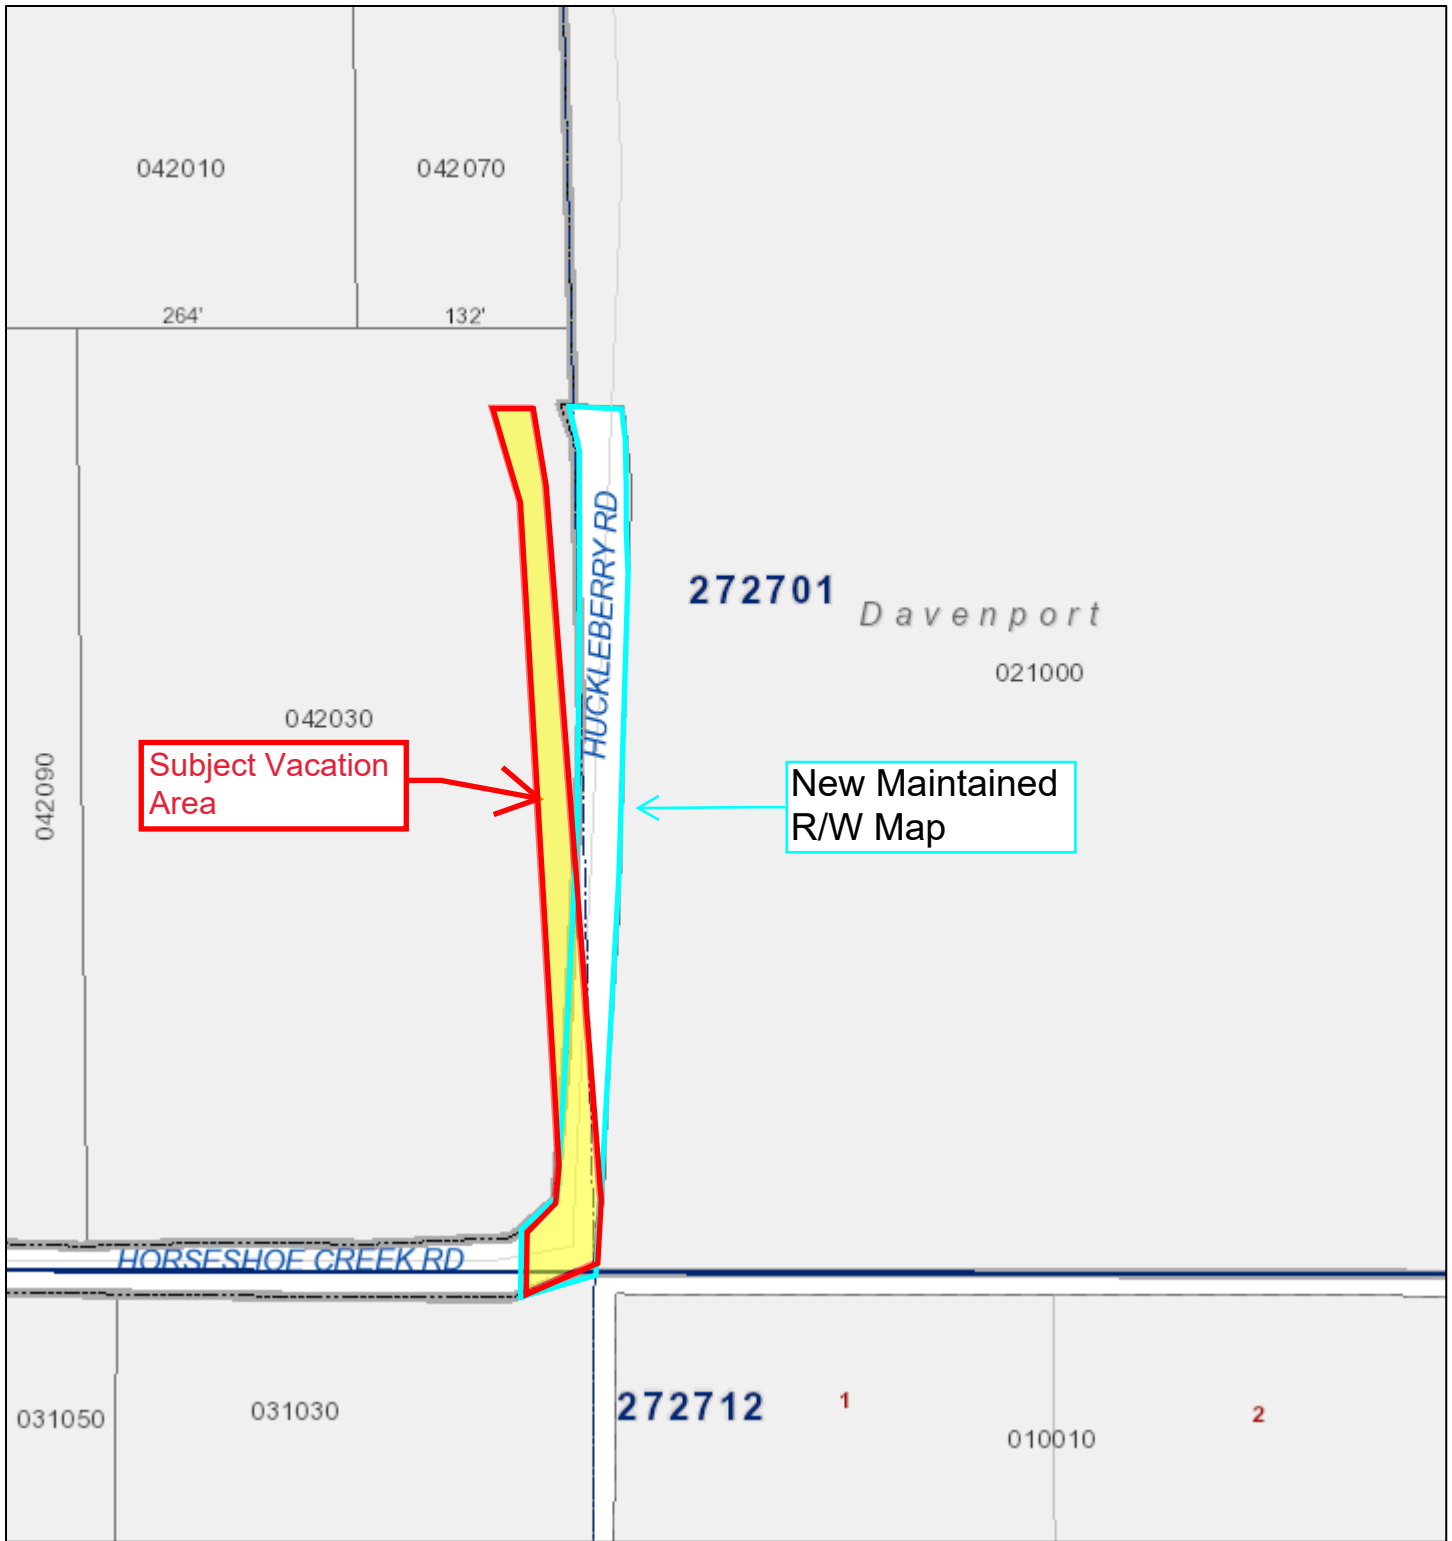 042010
042070
264'
132'
HUCKLEBERRY RD
272701
Davenport
021000
042030
042090
Subject Vacation
Area
New Maintained
R/W Map
HORSESHOE CREEK RD
031050
031030
272712
1
2
010010